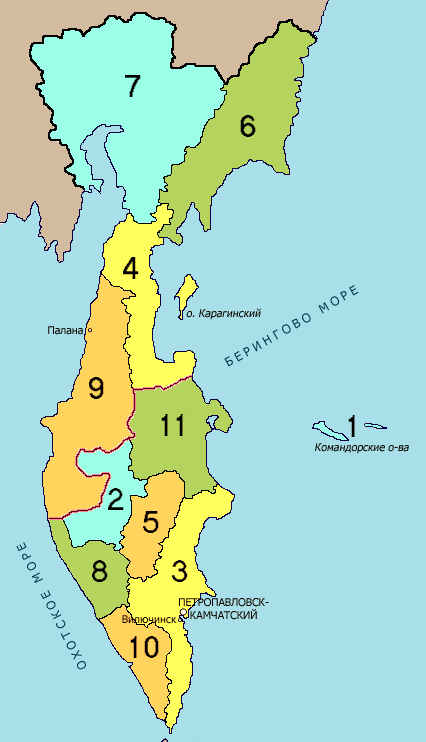 7
6
4
о. Карагинский
БЕРИНГОВО МОРЕ
Палана
9
11
1
Командорские о-ва
2
5
8
3
ОХОТСКОЕ МОРЕ
ПЕТРОПАВЛОВСК-
КАМЧАТСКИЙ
Вилючинск
10